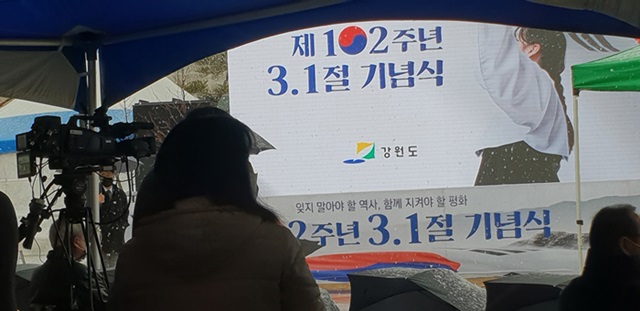 제102주년
3.1절 기념식
강원도
잊지 말아야 할 역사, 함께 지켜야 할 평화
2주년 3.1절 기념식